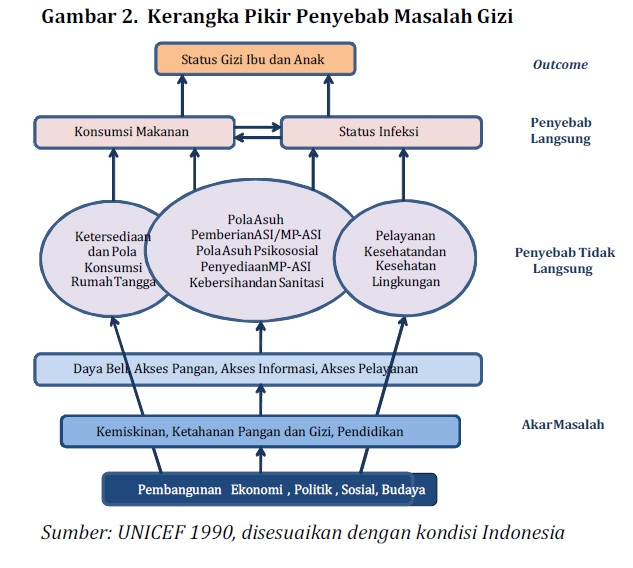 Gambar 2. Kerangka Pikir Penyebab Masalah Gizi
Status Gizi Ibu dan Anak
Outcome
Konsumsi Makanan
Status Infeksi
Penyebab
Langsung
Ketersediaan
dan Pola
Konsumsi
RumahTangga
PolaAsuh
PemberianASI/MP-ASI
PolaAsuh Psikososial
PenyediaanMP-ASI
Kebersihandan Sanitasi
Pelayanan
Kesehatandan
Kesehatan
Lingkungan
Penyebab Tidak
Langsung
Daya Beli, Akses Pangan, Akses Informasi, Akses Pelayanan
Kemiskinan, Ketahanan Pangan dan Gizi, Pendidikan
AkarMasalah
Pembangunan Ekonomi , Politik , Sosial, Budaya
Sumber: UNICEF 1990, disesuaikan dengan kondisi Indonesia